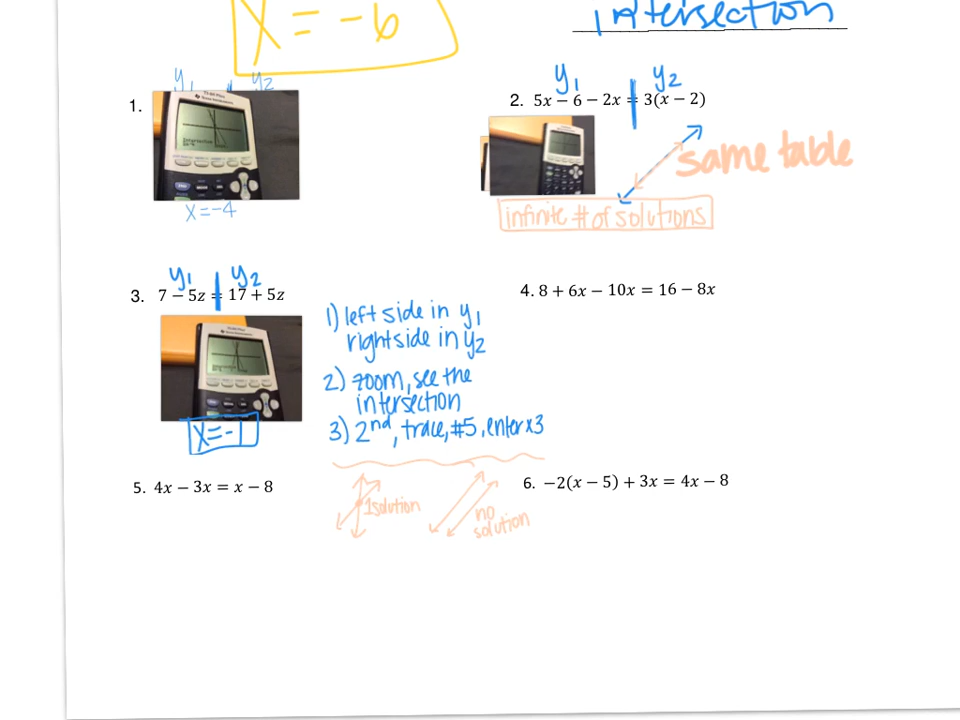 x = -6
intersection
y1 y2
1.
x=-4
y1 y2
2. 5x − 6 − 2x = 3(x − 2)
same table
infinite # of solutions
y1 y2
3. 7 − 5z = 17 + 5z
x=-1
1) left side in y1
right side in y2
2) zoom, see the
intersection
3) 2nd, trace, #5, enter x3
4. 8 + 6x − 10x = 16 − 8x
5. 4x − 3x = x − 8
1 solution
no
solution
6. −2(x − 5) + 3x = 4x − 8